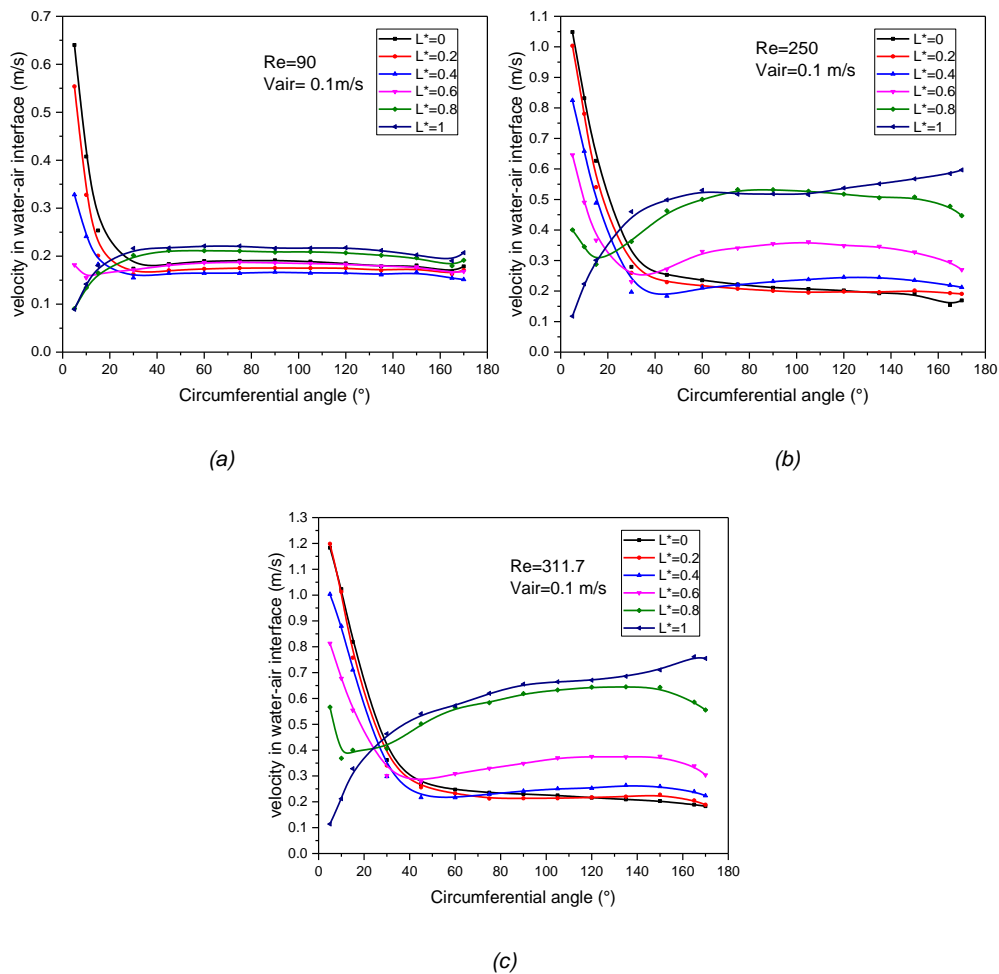 0.7
0.6
0.5
0.4
0.3
0.2
0.1
0.0
velocity in water-air interface (m/s)
Re=90
Vair= 0.1m/s
L*=0
L*=0.2
L*=0.4
L*=0.6
L*=0.8
L*=1
0 20 40 60 80 100 120 140 160 180
Circumferential angle (°)
(a)
1.1
1.0
0.9
0.8
0.7
0.6
0.5
0.4
0.3
0.2
0.1
0.0
velocity in water-air interface (m/s)
Re=250
Vair=0.1 m/s
L*=0
L*=0.2
L*=0.4
L*=0.6
L*=0.8
L*=1
0 20 40 60 80 100 120 140 160 180
Circumferential angle (°)
(b)
1.3
1.2
1.1
1.0
0.9
0.8
0.7
0.6
0.5
0.4
0.3
0.2
0.1
0.0
velocity in water-air interface (m/s)
Re=311.7
Vair=0.1 m/s
L*=0
L*=0.2
L*=0.4
L*=0.6
L*=0.8
L*=1
0 20 40 60 80 100 120 140 160 180
Circumferential angle (°)
(c)